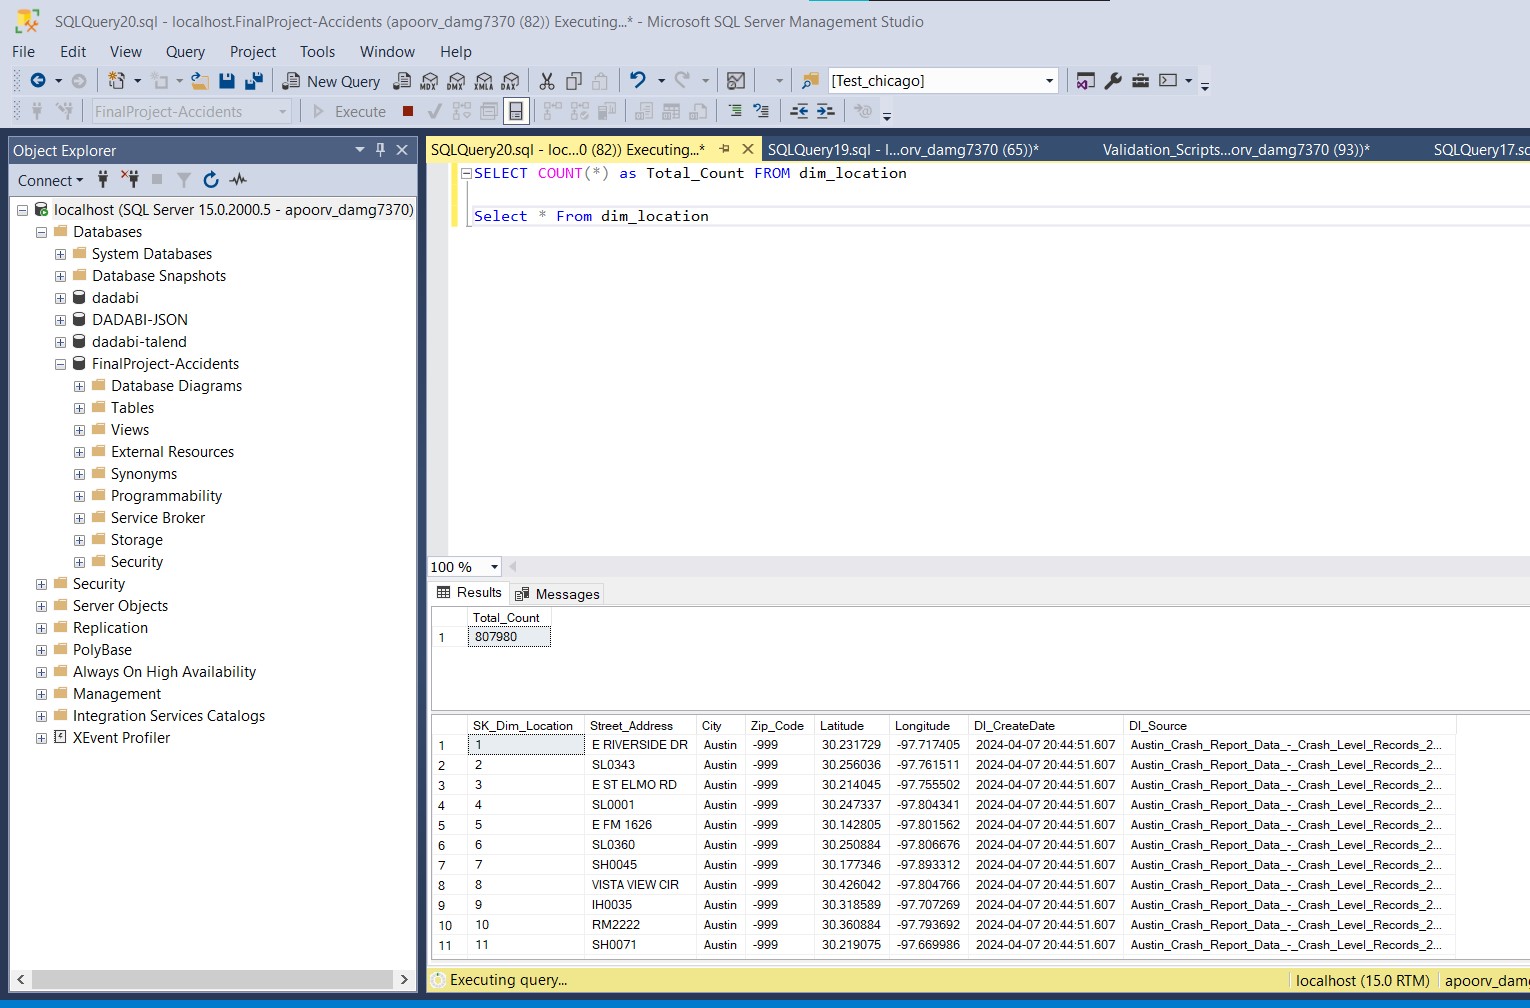 SQLQuery20.sql - localhost.FinalProject-Accidents (apoorv_damg7370 (82)) Executing...* - Microsoft SQL Server Management Studio
File Edit View Query Project Tools Window Help
New Query MDX DMX XMLA DAX [Test_chicago]
FinalProject-Accidents Execute
Object Explorer
Connect
localhost (SQL Server 15.0.2000.5 - apoorv_damg7370)
Databases
System Databases
Database Snapshots
dadabi
DADABI-JSON
dadabi-talend
FinalProject-Accidents
Database Diagrams
Tables
Views
External Resources
Synonyms
Programmability
Service Broker
Storage
Security
Security
Server Objects
Replication
PolyBase
Always On High Availability
Management
Integration Services Catalogs
XEvent Profiler
SQLQuery20.sql - loc...0 (82)) Executing...* SQLQuery19.sql - l...orv_damg7370 (65))* Validation_Scripts...orv_damg7370 (93))* SQLQuery17.sc
SELECT COUNT(*) as Total_Count FROM dim_location
Select * From dim_location
100 %
Results Messages
Total_Count
1 807980
SK_Dim_Location Street_Address City Zip_Code Latitude Longitude DI_CreateDate DI_Source
1 1 E RIVERSIDE DR Austin -999 30.231729 -97.717405 2024-04-07 20:44:51.607 Austin_Crash_Report_Data_-_Crash_Level_Records_2...
2 2 SL0343 Austin -999 30.256036 -97.761511 2024-04-07 20:44:51.607 Austin_Crash_Report_Data_-_Crash_Level_Records_2...
3 3 E ST ELMO RD Austin -999 30.214045 -97.755502 2024-04-07 20:44:51.607 Austin_Crash_Report_Data_-_Crash_Level_Records_2...
4 4 SL0001 Austin -999 30.247337 -97.804341 2024-04-07 20:44:51.607 Austin_Crash_Report_Data_-_Crash_Level_Records_2...
5 5 E FM 1626 Austin -999 30.142805 -97.801562 2024-04-07 20:44:51.607 Austin_Crash_Report_Data_-_Crash_Level_Records_2...
6 6 SL0360 Austin -999 30.250884 -97.806676 2024-04-07 20:44:51.607 Austin_Crash_Report_Data_-_Crash_Level_Records_2...
7 7 SH0045 Austin -999 30.177346 -97.893312 2024-04-07 20:44:51.607 Austin_Crash_Report_Data_-_Crash_Level_Records_2...
8 8 VISTA VIEW CIR Austin -999 30.426042 -97.804766 2024-04-07 20:44:51.607 Austin_Crash_Report_Data_-_Crash_Level_Records_2...
9 9 IH0035 Austin -999 30.318589 -97.707269 2024-04-07 20:44:51.607 Austin_Crash_Report_Data_-_Crash_Level_Records_2...
10 10 RM2222 Austin -999 30.360884 -97.793692 2024-04-07 20:44:51.607 Austin_Crash_Report_Data_-_Crash_Level_Records_2...
11 11 SH0071 Austin -999 30.219075 -97.669986 2024-04-07 20:44:51.607 Austin_Crash_Report_Data_-_Crash_Level_Records_2...
Executing query... localhost (15.0 RTM) apoorv_damg